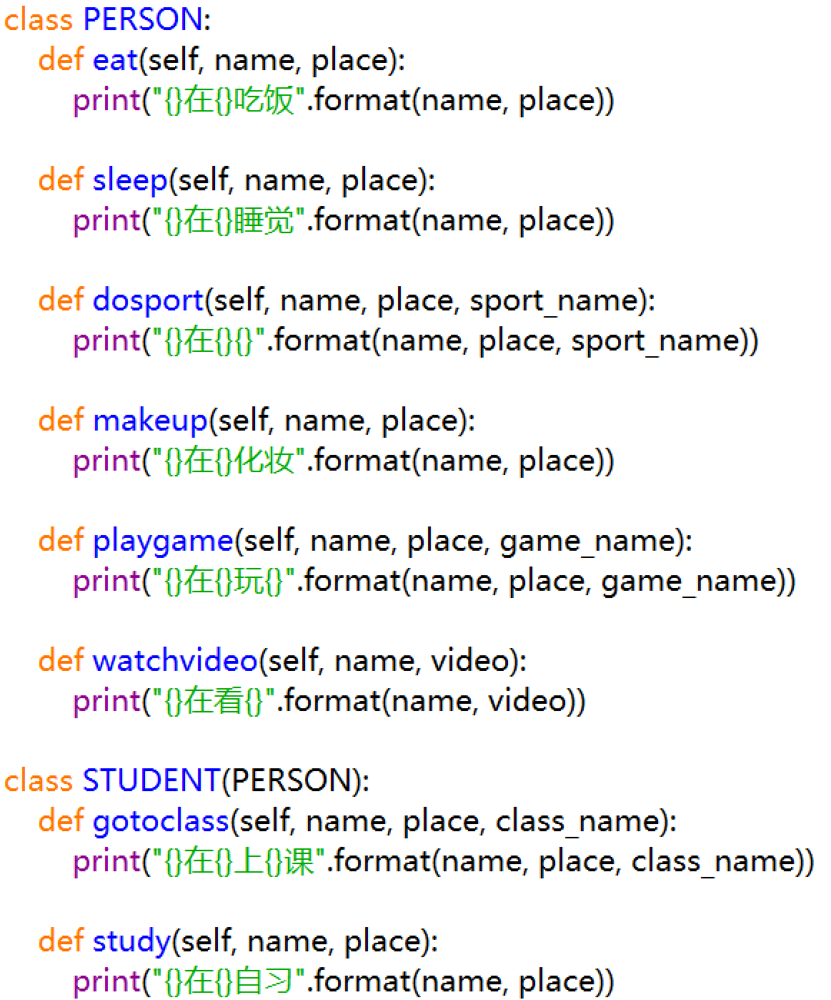 class PERSON:
    def eat(self, name, place):
        print("{}在{}吃饭".format(name, place))

    def sleep(self, name, place):
        print("{}在{}睡觉".format(name, place))

    def dosport(self, name, place, sport_name):
        print("{}在{}{}".format(name, place, sport_name))

    def makeup(self, name, place):
        print("{}在{}化妆".format(name, place))

    def playgame(self, name, place, game_name):
        print("{}在{}玩{}".format(name, place, game_name))

    def watchvideo(self, name, video):
        print("{}在看{}".format(name, video))

class STUDENT(PERSON):
    def gotoclass(self, name, place, class_name):
        print("{}在{}上{}课".format(name, place, class_name))

    def study(self, name, place):
        print("{}在{}自习".format(name, place))